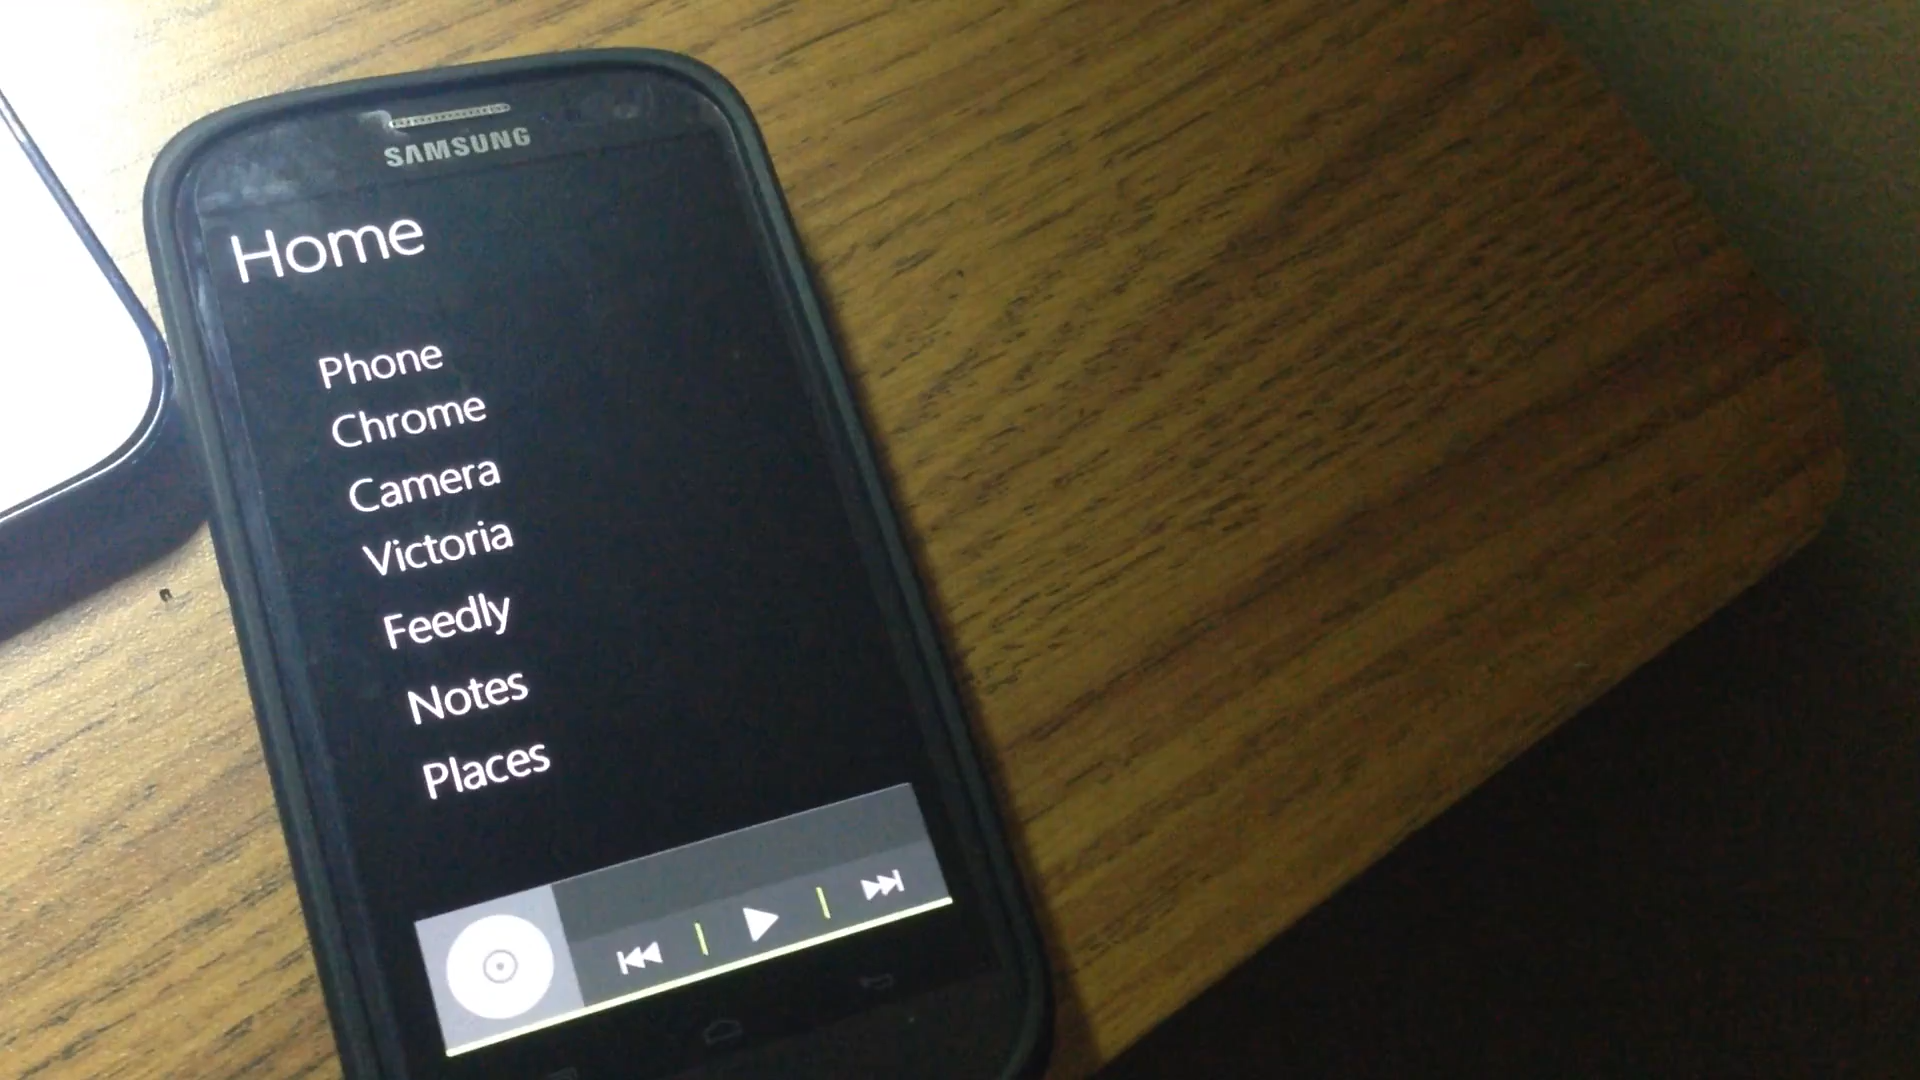 SAMSUNG
Home
Phone
Chrome
Camera
Victoria
Feedly
Notes
Places